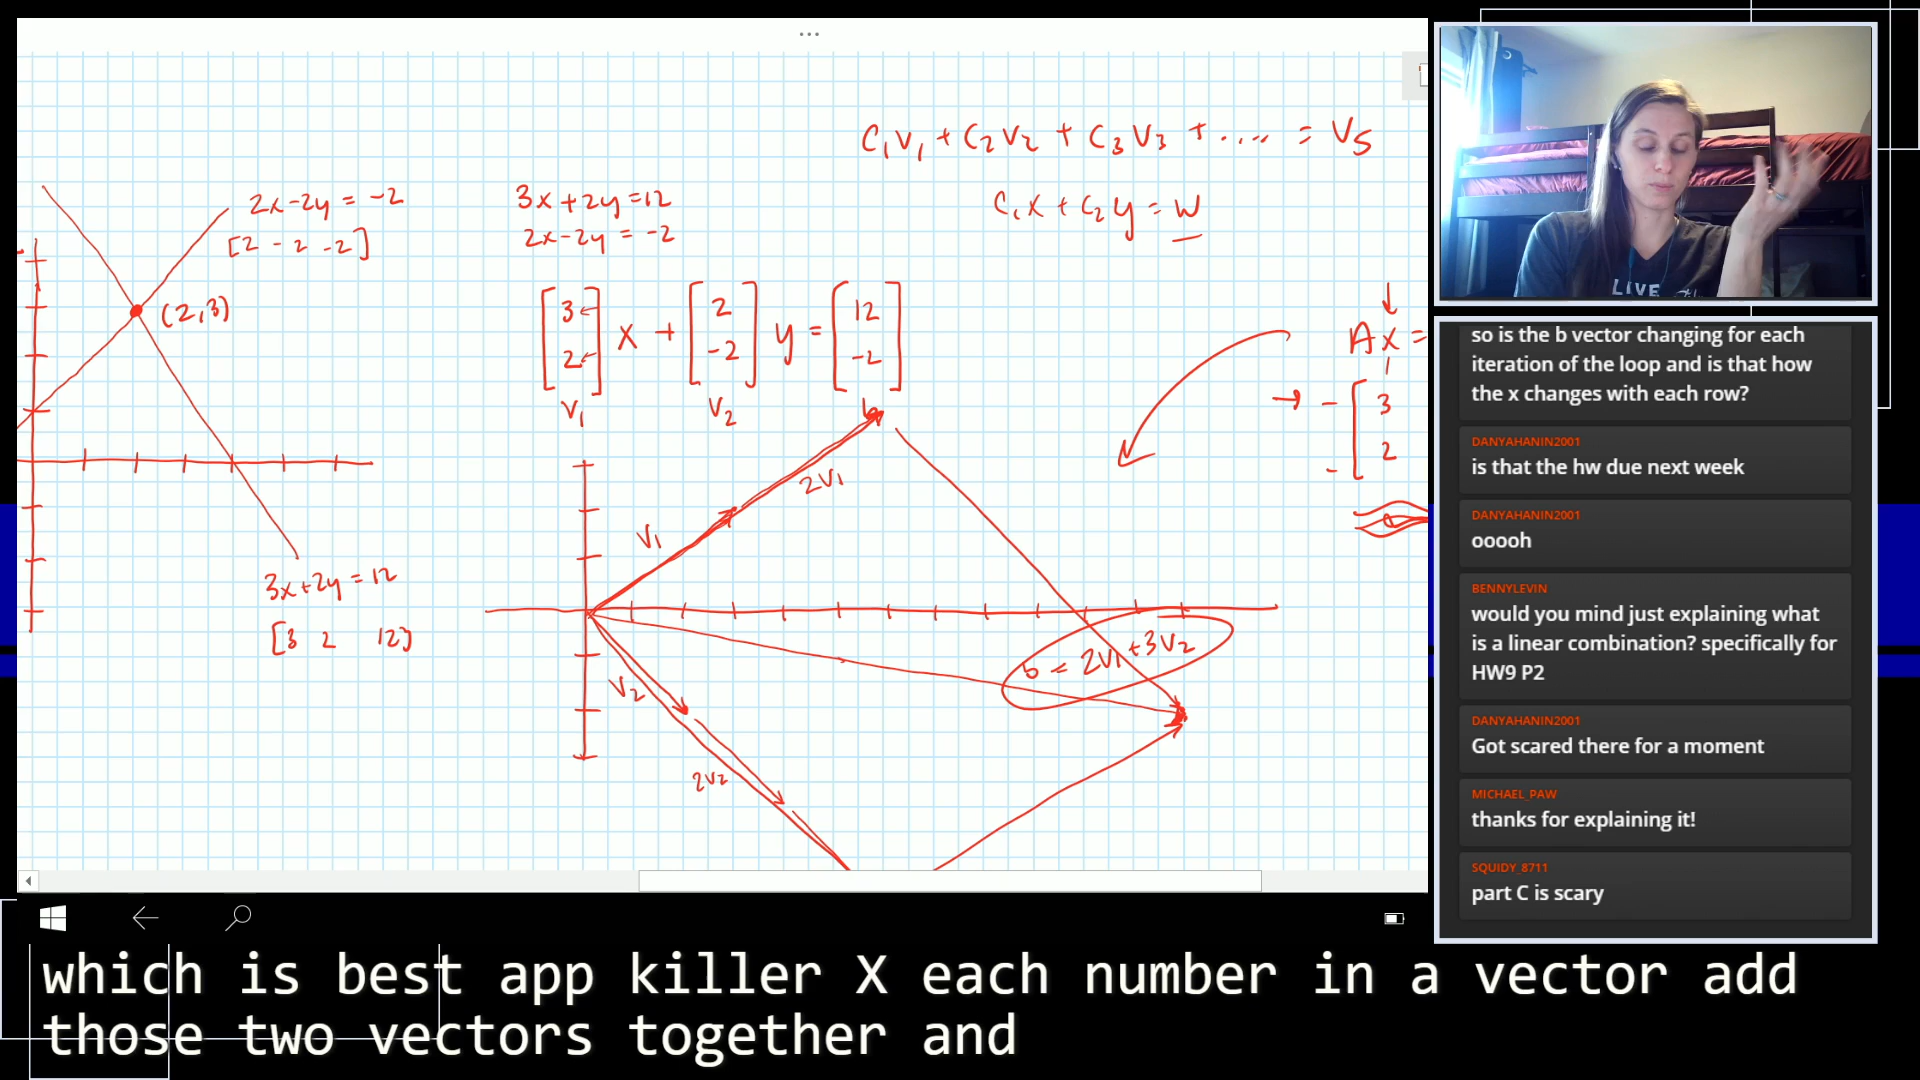 ...
C₁V₁ + C₂V₂ + C₃V₃ + .... = V5
C₁X + C₂Y = W
2x-2y = -2
[2 -2 -2]
(2,3)
3x+2y=12
[3 2 12]
3x+2y=12
2x-2y = -2
[3 2] X + [2 -2] y = [12 -2]
V₁ V₂ b
V₁
2V₁
V₂
2V₂
b = 2V₁+3V₂
AX =
[3
2
LIVE
so is the b vector changing for each
iteration of the loop and is that how
the x changes with each row?
DANYAHANIN2001
is that the hw due next week
DANYAHANIN2001
ooooh
BENNYLEVIN
would you mind just explaining what
is a linear combination? specifically for
HW9 P2
DANYAHANIN2001
Got scared there for a moment
MICHAEL_PAW
thanks for explaining it!
SQUIDY_8711
part C is scary
which is best app killer X each number in a vector add
those two vectors together and